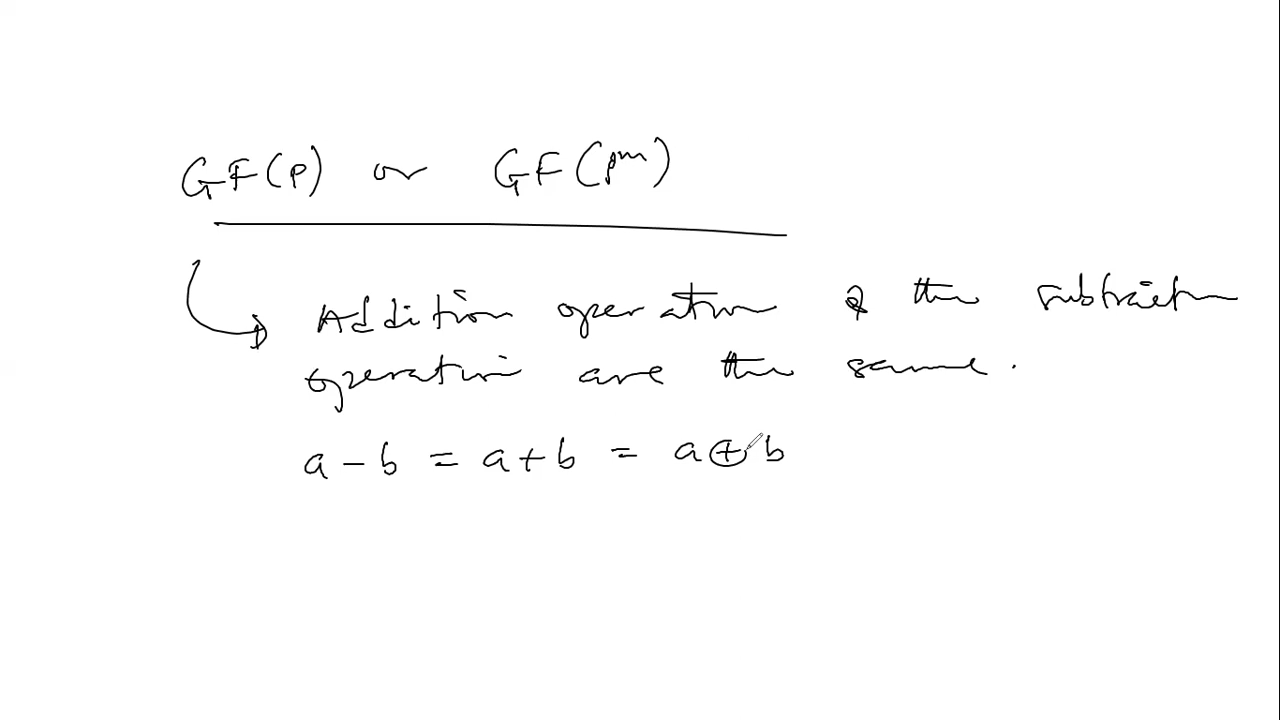 GF(p) or GF(p^m)
Addition operation & the subtraction
operation are the same.
a - b = a + b = a ⊕ b